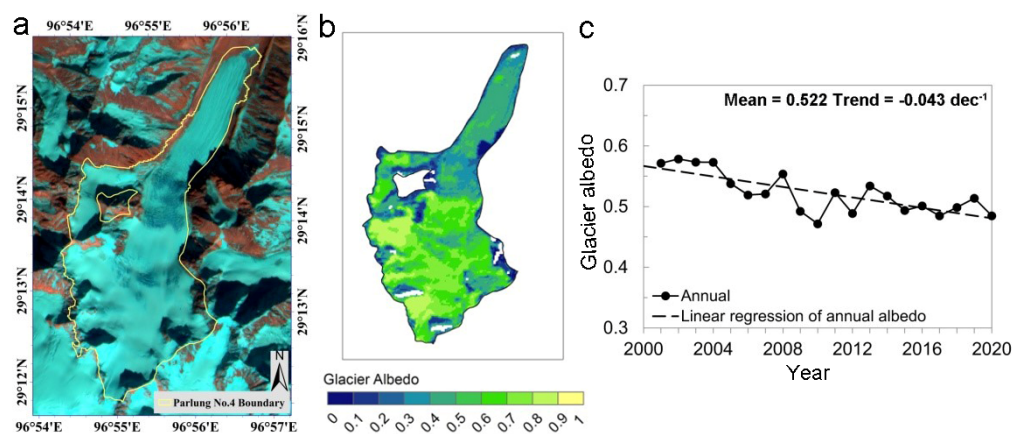 a
96°54'E 96°55'E 96°56'E
29°16'N
29°15'N
29°15'N
29°14'N
29°14'N
29°13'N
29°13'N
29°12'N
N
Parlung No.4 Boundary
96°54'E 96°55'E 96°56'E 96°57'E
b
Glacier Albedo
0 0.1 0.2 0.3 0.4 0.5 0.6 0.7 0.8 0.9 1
c
Mean = 0.522 Trend = -0.043 dec⁻¹
Glacier albedo
0.7
0.6
0.5
0.4
0.3
Annual
Linear regression of annual albedo
2000 2004 2008 2012 2016 2020
Year